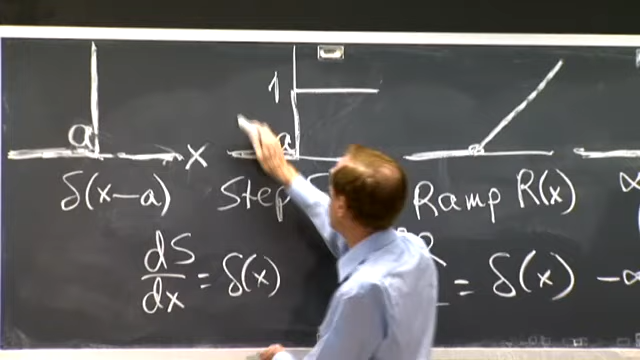 1
a a
x
δ(x-a) Step Ramp R(x)
dS/dx = δ(x) = δ(x) -